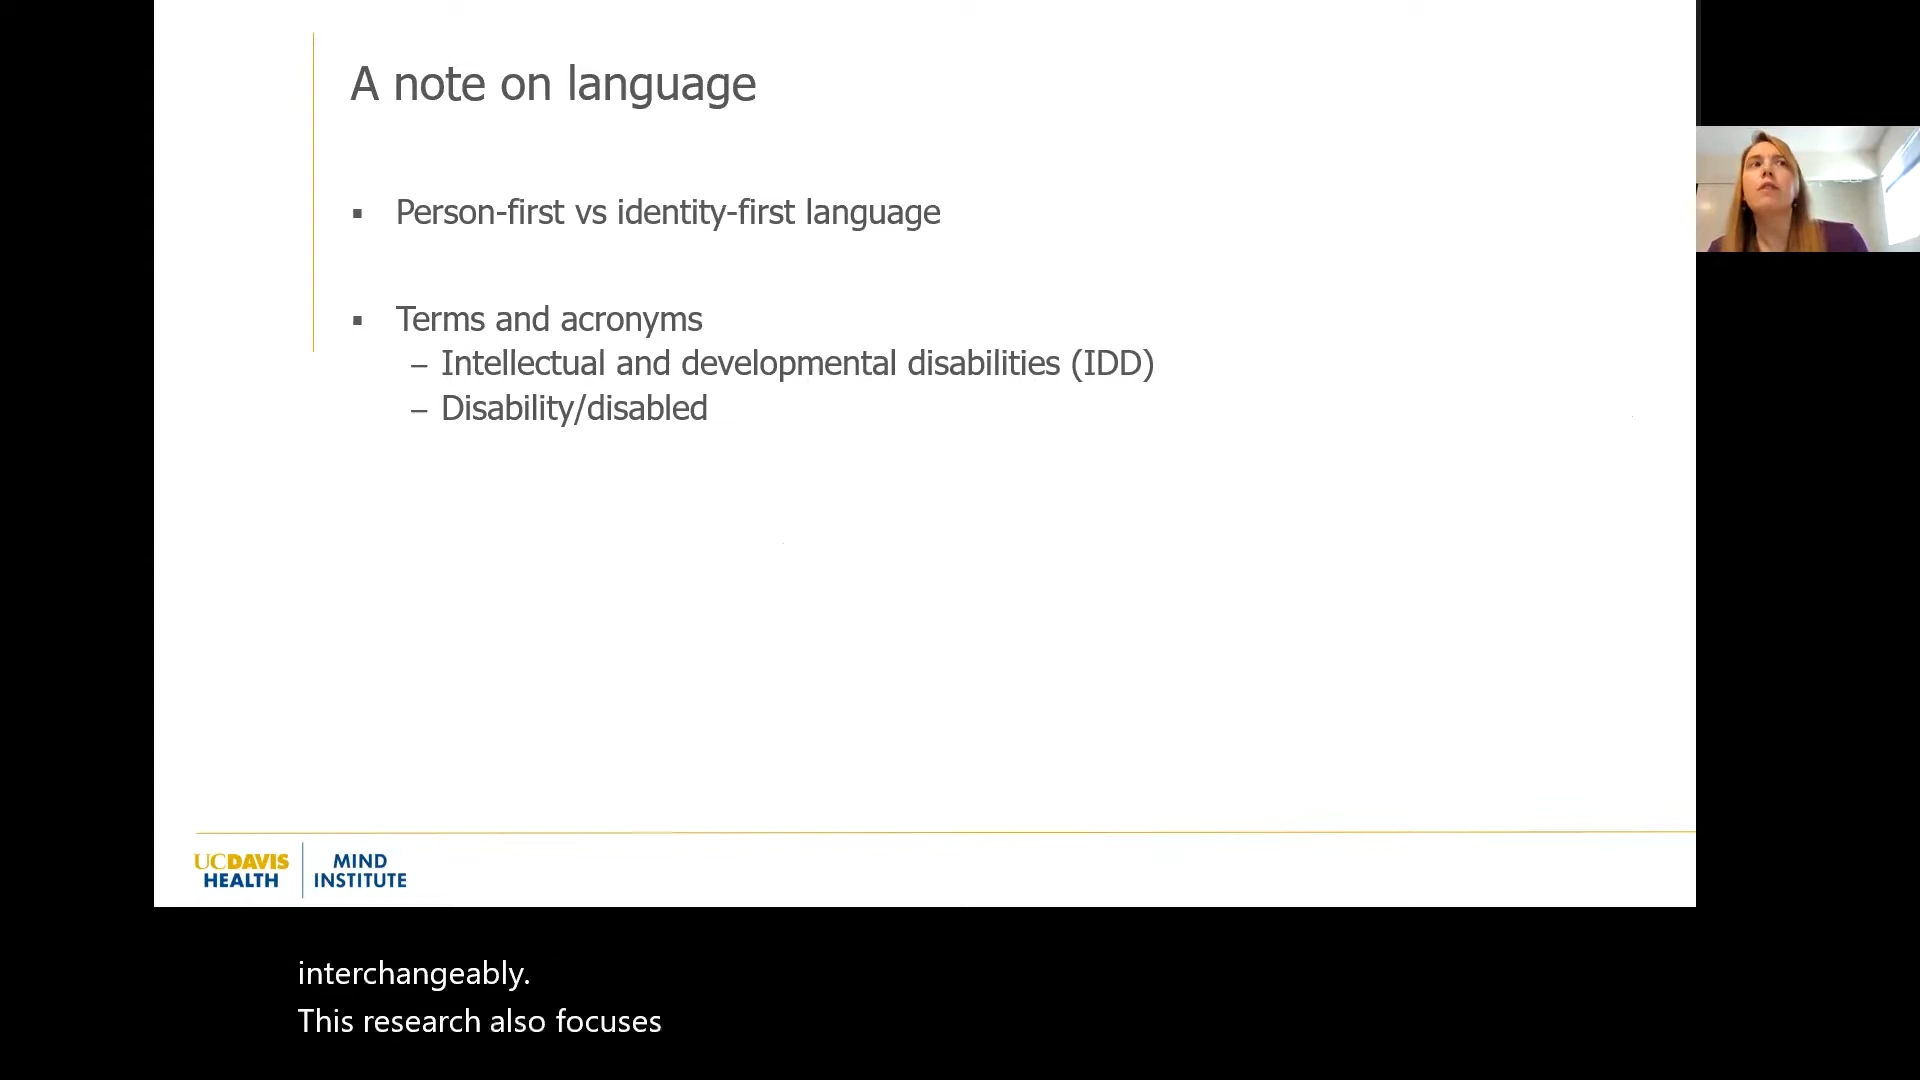 A note on language
▪ Person-first vs identity-first language
▪ Terms and acronyms
– Intellectual and developmental disabilities (IDD)
– Disability/disabled
UCDAVIS
HEALTH
MIND
INSTITUTE
interchangeably.
This research also focuses